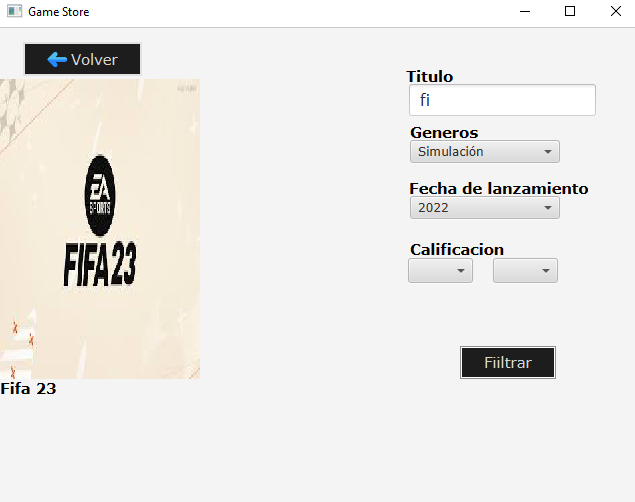 Game Store
Volver
EA
SPORTS
FIFA 23
Fifa 23
Titulo
fi
Generos
Simulación
Fecha de lanzamiento
2022
Calificacion
Fiiltrar